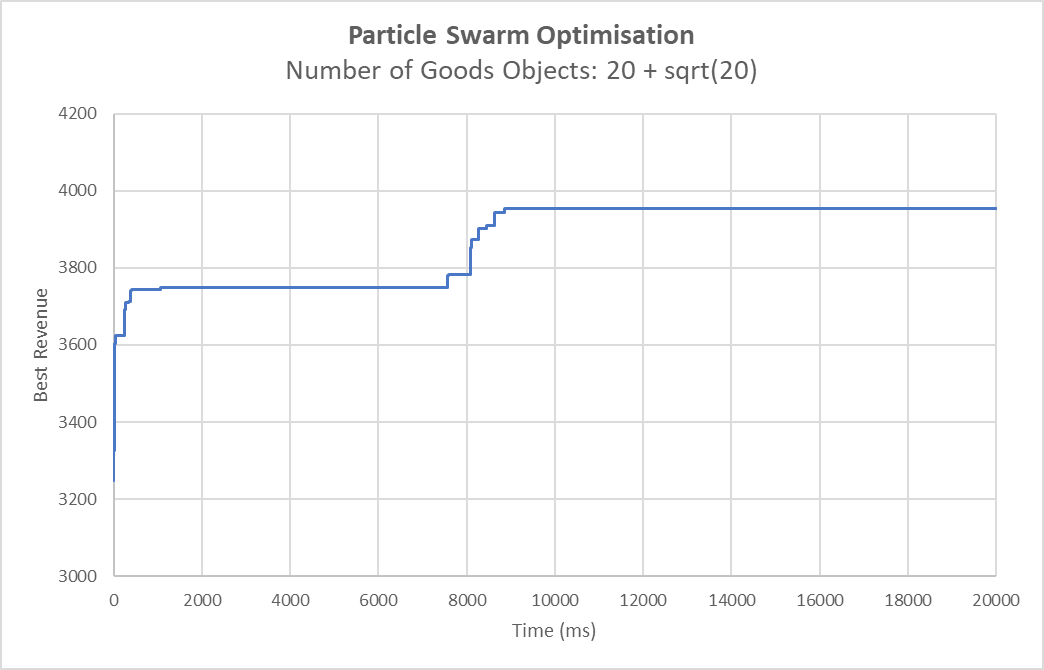 Particle Swarm Optimisation
Number of Goods Objects: 20 + sqrt(20)
4200
4000
3800
3600
3400
3200
3000
Best Revenue
0 2000 4000 6000 8000 10000 12000 14000 16000 18000 20000
Time (ms)